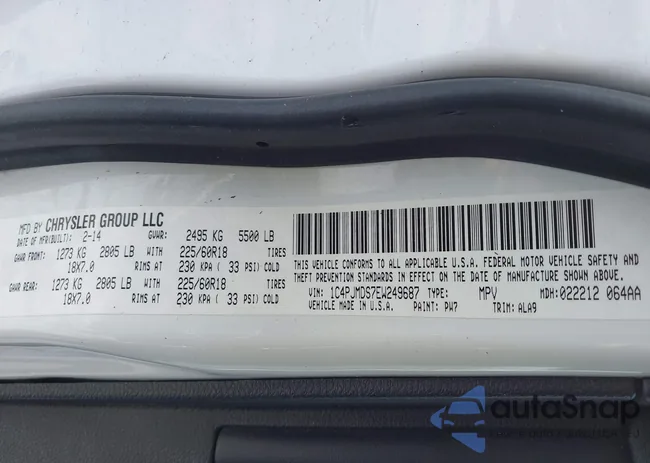 MFD BY CHRYSLER GROUP LLC
DATE OF MFR(BUILT): 2-14 GVWR: 2495 KG 5500 LB
GAWR FRONT: 1273 KG 2805 LB WITH 225/60R18 TIRES
18X7.0 RIMS AT 230 KPA ( 33 PSI) COLD
GAWR REAR: 1273 KG 2805 LB WITH 225/60R18 TIRES
18X7.0 RIMS AT 230 KPA ( 33 PSI) COLD
THIS VEHICLE CONFORMS TO ALL APPLICABLE U.S.A. FEDERAL MOTOR VEHICLE SAFETY AND
THEFT PREVENTION STANDARDS IN EFFECT ON THE DATE OF MANUFACTURE SHOWN ABOVE.
VIN: 1C4PJMDS7EW249687 TYPE: MPV MDH: 022212 064AA
VEHICLE MADE IN U.S.A. PAINT: PW7 TRIM: ALA9
autoSnap